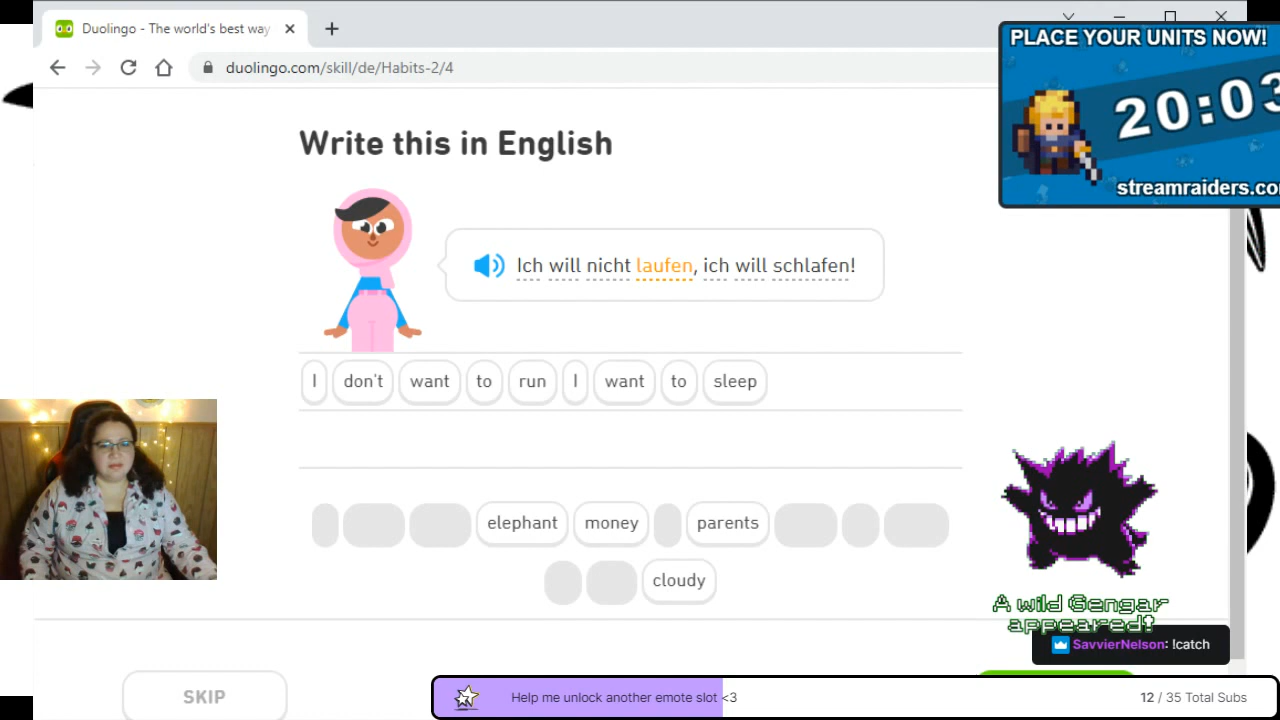 Duolingo - The world's best way
duolingo.com/skill/de/Habits-2/4
PLACE YOUR UNITS NOW!
20:03
streamraiders.co
Write this in English
Ich will nicht laufen, ich will schlafen!
I don't want to run I want to sleep
elephant money parents
cloudy
A wild Gengar
appeared!
SavvierNelson: !catch
SKIP
Help me unlock another emote slot <3
12 / 35 Total Subs